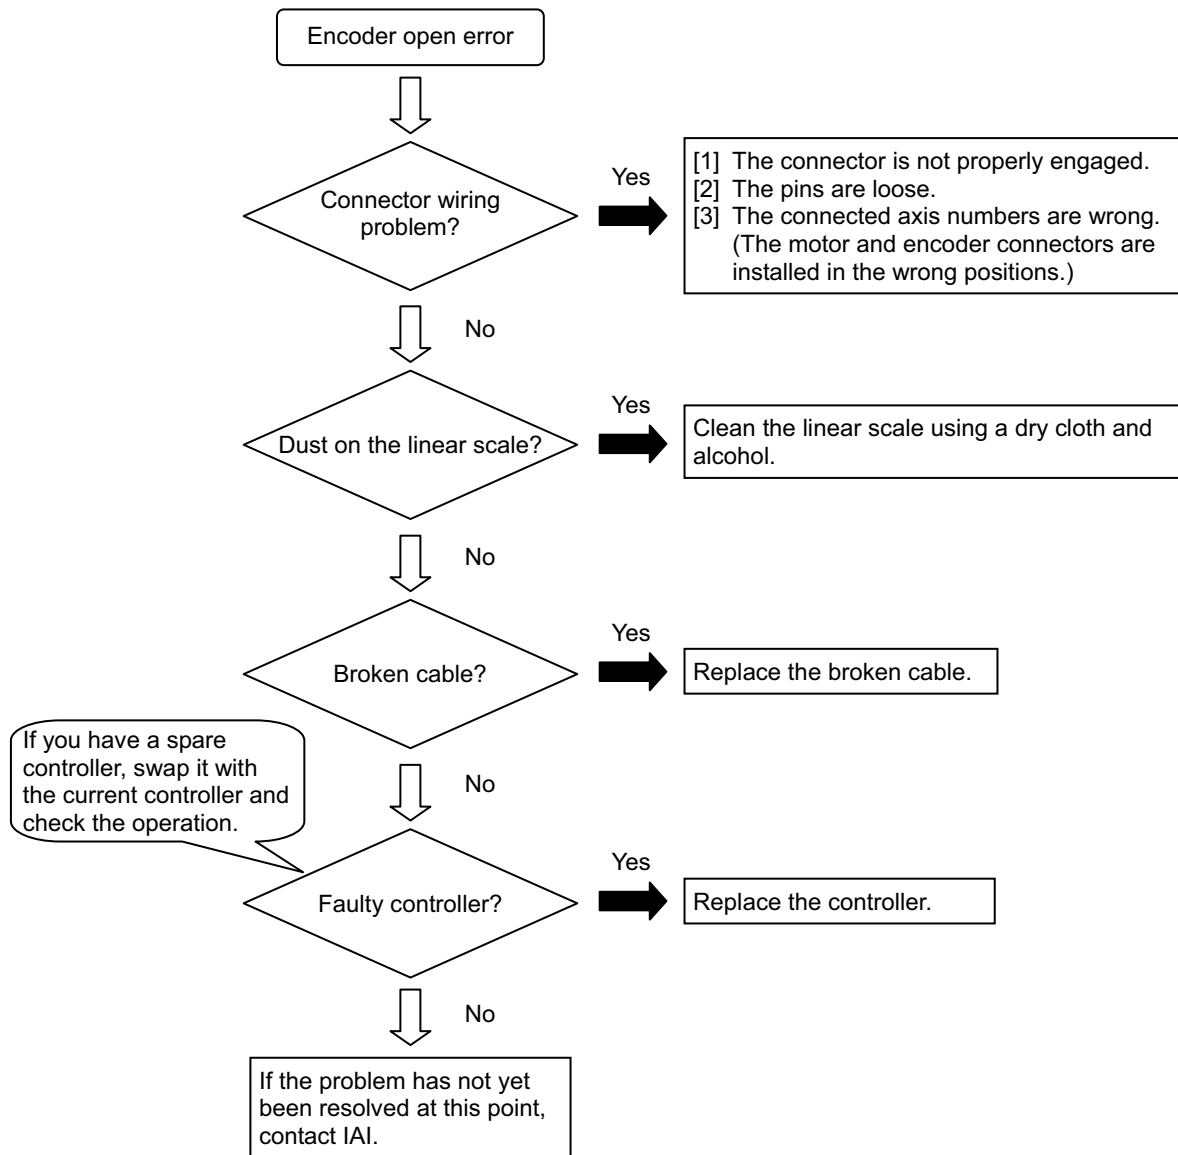 Encoder open error
Connector wiring
problem?
Yes
[1] The connector is not properly engaged.
[2] The pins are loose.
[3] The connected axis numbers are wrong.
(The motor and encoder connectors are
installed in the wrong positions.)
No
Dust on the linear scale?
Yes
Clean the linear scale using a dry cloth and
alcohol.
No
Broken cable?
Yes
Replace the broken cable.
If you have a spare
controller, swap it with
the current controller and
check the operation.
No
Faulty controller?
Yes
Replace the controller.
No
If the problem has not yet
been resolved at this point,
contact IAI.